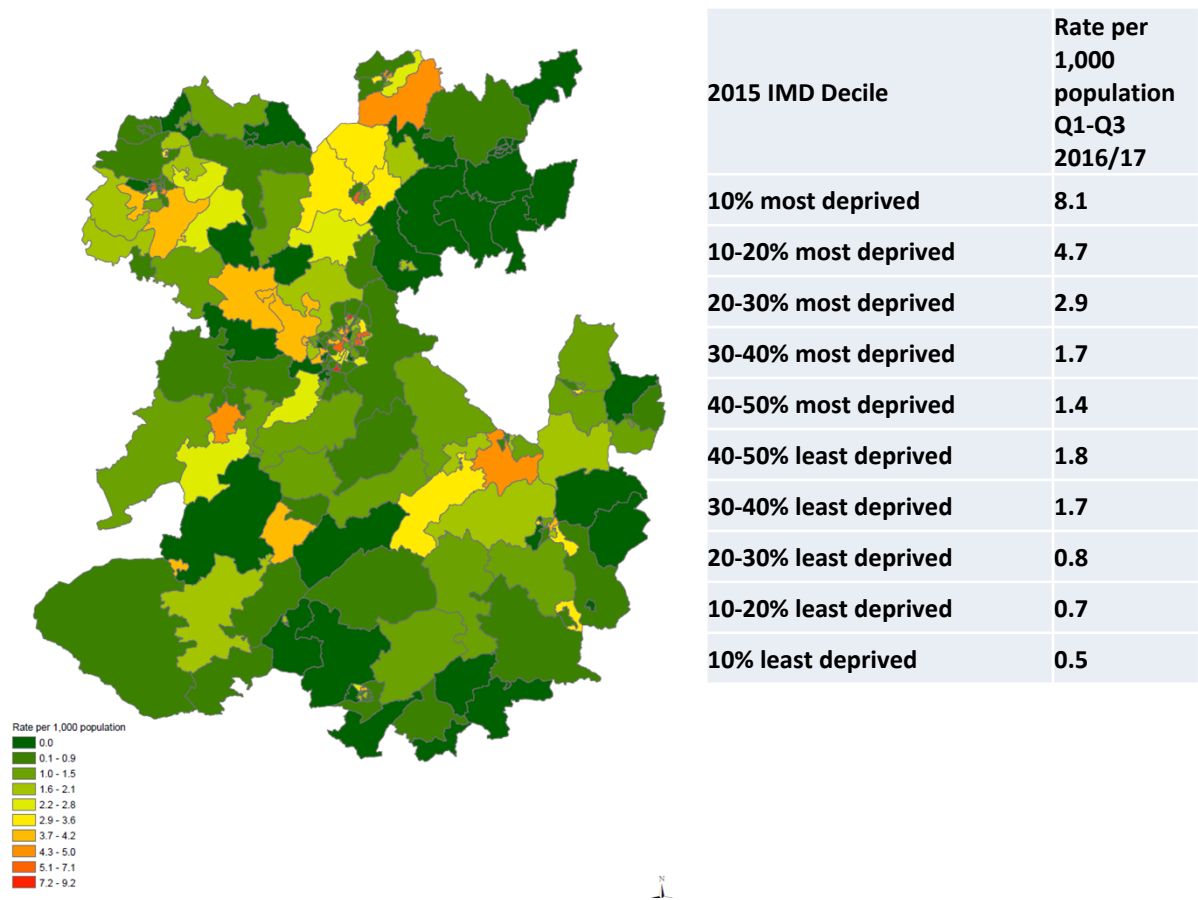 2015 IMD Decile
Rate per
1,000
population
Q1-Q3
2016/17
10% most deprived 8.1
10-20% most deprived 4.7
20-30% most deprived 2.9
30-40% most deprived 1.7
40-50% most deprived 1.4
40-50% least deprived 1.8
30-40% least deprived 1.7
20-30% least deprived 0.8
10-20% least deprived 0.7
10% least deprived 0.5
Rate per 1,000 population
0.0
0.1 - 0.9
1.0 - 1.5
1.6 - 2.1
2.2 - 2.8
2.9 - 3.6
3.7 - 4.2
4.3 - 5.0
5.1 - 7.1
7.2 - 9.2
N